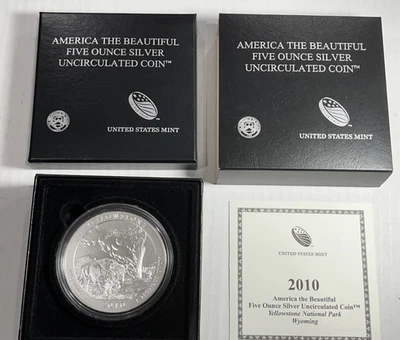 AMERICA THE BEAUTIFUL
FIVE OUNCE SILVER
UNCIRCULATED COIN™
UNITED STATES MINT
AMERICA THE BEAUTIFUL
FIVE OUNCE SILVER
UNCIRCULATED COIN™
UNITED STATES MINT
YELLOWSTONE
2010
UNITED STATES MINT
2010
America the Beautiful
Five Ounce Silver Uncirculated Coin™
Yellowstone National Park
Wyoming